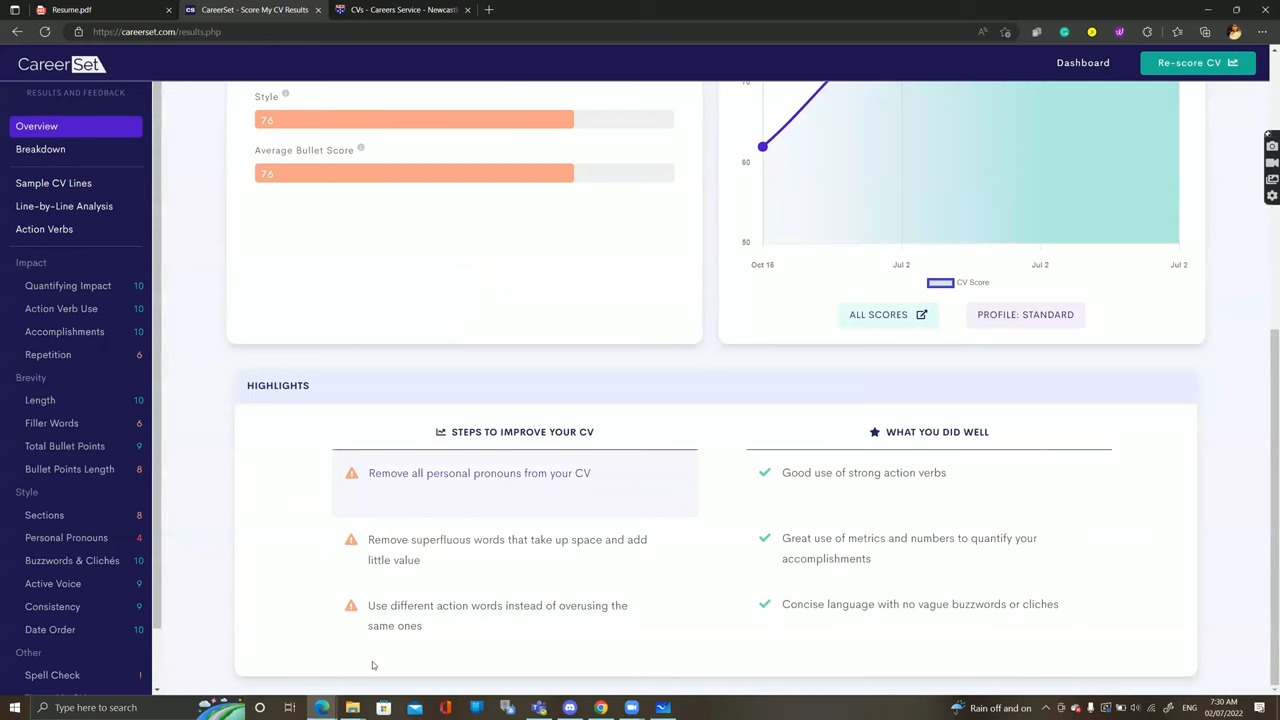 Resume.pdf
CareerSet - Score My CV Results
CVs - Careers Service - Newcastle
https://careerset.com/results.php
CareerSet
Dashboard
Re-score CV
RESULTS AND FEEDBACK
Overview
Breakdown
Sample CV Lines
Line-by-Line Analysis
Action Verbs
Impact
Quantifying Impact 10
Action Verb Use 10
Accomplishments 10
Repetition 6
Brevity
Length 10
Filler Words 6
Total Bullet Points 9
Bullet Points Length 8
Style
Sections 8
Personal Pronouns 4
Buzzwords & Clichés 10
Active Voice 9
Consistency 9
Date Order 10
Other
Spell Check !
Style
76
Average Bullet Score
76
70
60
50
Oct 16 Jul 2 Jul 2 Jul 2
CV Score
ALL SCORES
PROFILE: STANDARD
HIGHLIGHTS
STEPS TO IMPROVE YOUR CV
Remove all personal pronouns from your CV
Remove superfluous words that take up space and add
little value
Use different action words instead of overusing the
same ones
WHAT YOU DID WELL
Good use of strong action verbs
Great use of metrics and numbers to quantify your
accomplishments
Concise language with no vague buzzwords or cliches
Type here to search
Rain off and on
ENG
7:30 AM
02/07/2022